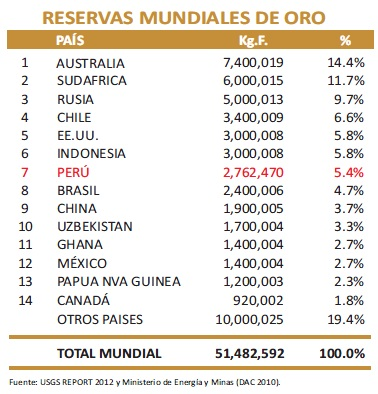 RESERVAS MUNDIALES DE ORO
PAÍS Kg.F. %
1 AUSTRALIA 7,400,019 14.4%
2 SUDAFRICA 6,000,015 11.7%
3 RUSIA 5,000,013 9.7%
4 CHILE 3,400,009 6.6%
5 EE.UU. 3,000,008 5.8%
6 INDONESIA 3,000,008 5.8%
7 PERÚ 2,762,470 5.4%
8 BRASIL 2,400,006 4.7%
9 CHINA 1,900,005 3.7%
10 UZBEKISTAN 1,700,004 3.3%
11 GHANA 1,400,004 2.7%
12 MÉXICO 1,400,004 2.7%
13 PAPUA NVA GUINEA 1,200,003 2.3%
14 CANADÁ 920,002 1.8%
OTROS PAISES 10,000,025 19.4%
TOTAL MUNDIAL 51,482,592 100.0%
Fuente: USGS REPORT 2012 y Ministerio de Energía y Minas (DAC 2010).